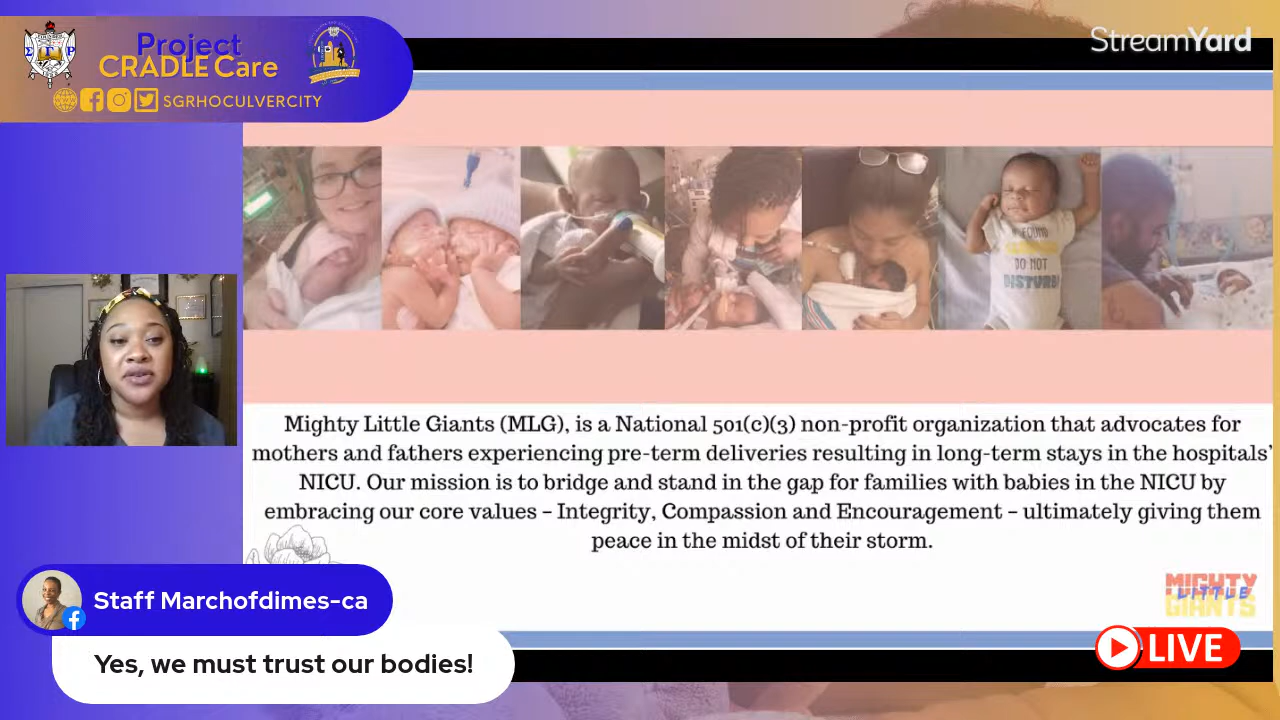 Project
CRADLE Care
SGRHOCULVERCITY
StreamYard
ΣΓΡ
DO NOT
DISTURB
Mighty Little Giants (MLG), is a National 501(c)(3) non-profit organization that advocates for
mothers and fathers experiencing pre-term deliveries resulting in long-term stays in the hospitals'
NICU. Our mission is to bridge and stand in the gap for families with babies in the NICU by
embracing our core values – Integrity, Compassion and Encouragement – ultimately giving them
peace in the midst of their storm.
MIGHTY
LITTLE
GIANTS
Staff Marchofdimes-ca
Yes, we must trust our bodies!
LIVE